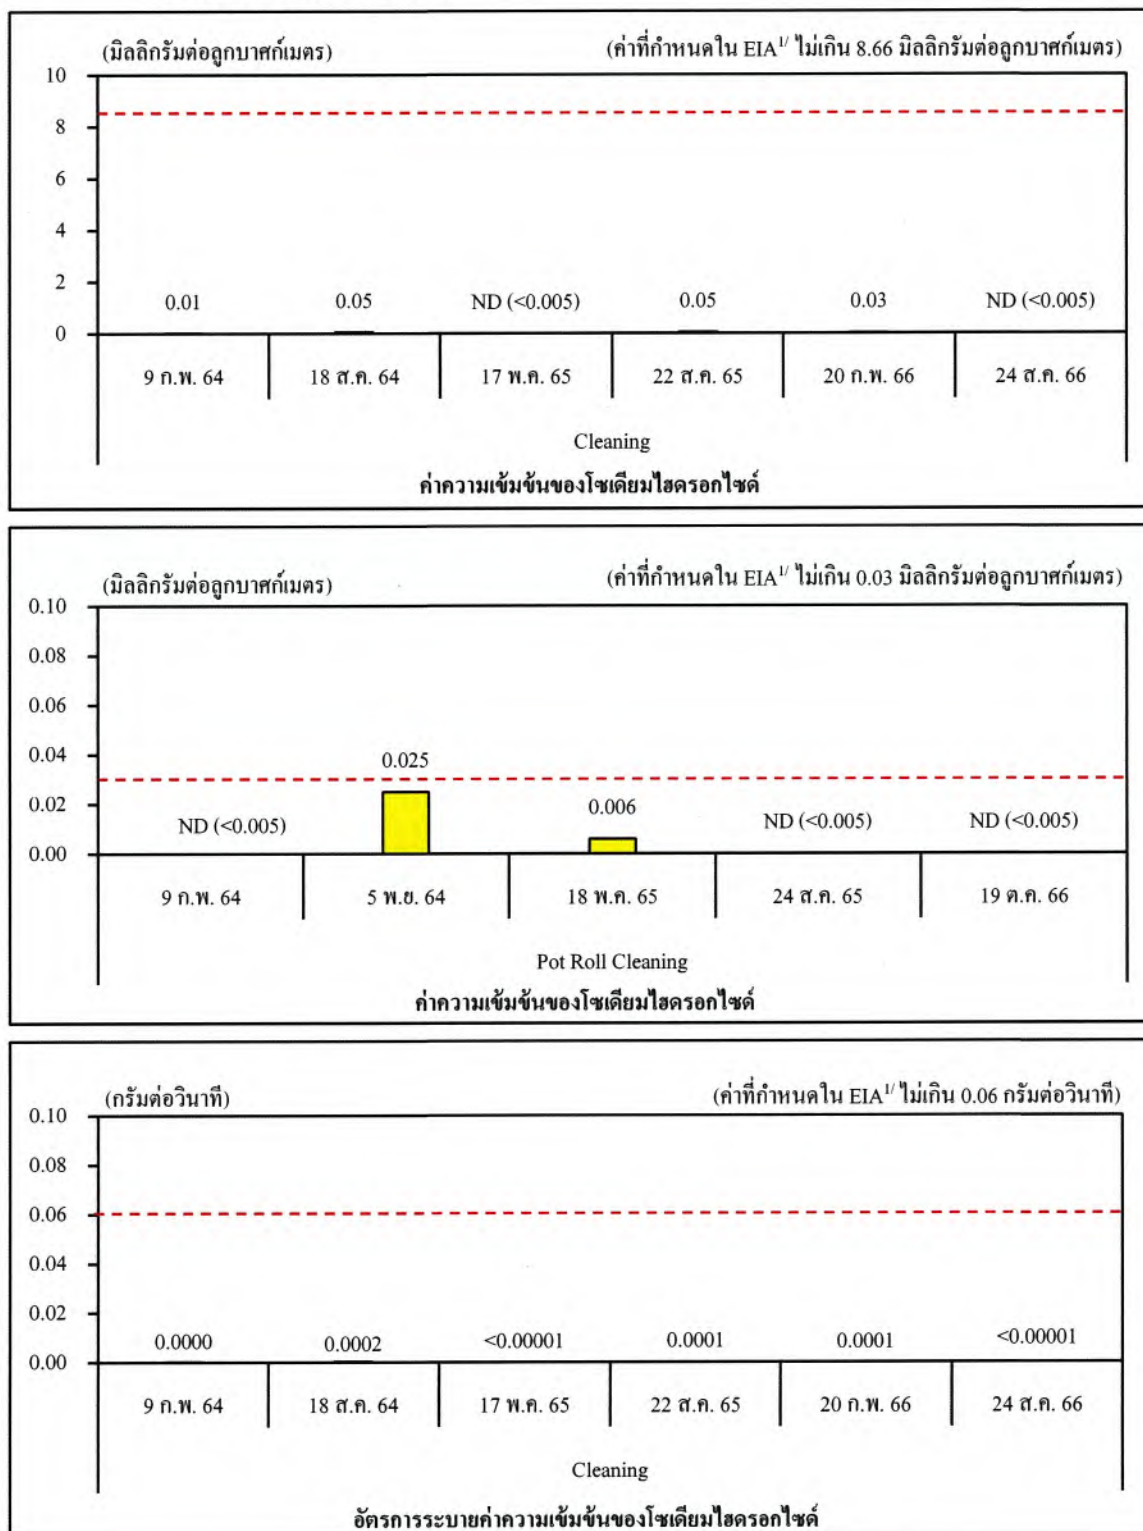 (มิลลิกรัมต่อลูกบาศก์เมตร) (ค่าที่กำหนดใน EIA1/ ไม่เกิน 8.66 มิลลิกรัมต่อลูกบาศก์เมตร)
10
8
6
4
2
0
0.01 0.05 ND (<0.005) 0.05 0.03 ND (<0.005)
9 ก.พ. 64 18 ส.ค. 64 17 พ.ค. 65 22 ส.ค. 65 20 ก.พ. 66 24 ส.ค. 66
Cleaning
ค่าความเข้มข้นของโซเดียมไฮดรอกไซด์
(มิลลิกรัมต่อลูกบาศก์เมตร) (ค่าที่กำหนดใน EIA1/ ไม่เกิน 0.03 มิลลิกรัมต่อลูกบาศก์เมตร)
0.10
0.08
0.06
0.04
0.02
0.00
ND (<0.005) 0.025 0.006 ND (<0.005) ND (<0.005)
9 ก.พ. 64 5 พ.ย. 64 18 พ.ค. 65 24 ส.ค. 65 19 ต.ค. 66
Pot Roll Cleaning
ค่าความเข้มข้นของโซเดียมไฮดรอกไซด์
(กรัมต่อวินาที) (ค่าที่กำหนดใน EIA1/ ไม่เกิน 0.06 กรัมต่อวินาที)
0.10
0.08
0.06
0.04
0.02
0.00
0.0000 0.0002 <0.00001 0.0001 0.0001 <0.00001
9 ก.พ. 64 18 ส.ค. 64 17 พ.ค. 65 22 ส.ค. 65 20 ก.พ. 66 24 ส.ค. 66
Cleaning
อัตรการระบายค่าความเข้มข้นของโซเดียมไฮดรอกไซด์